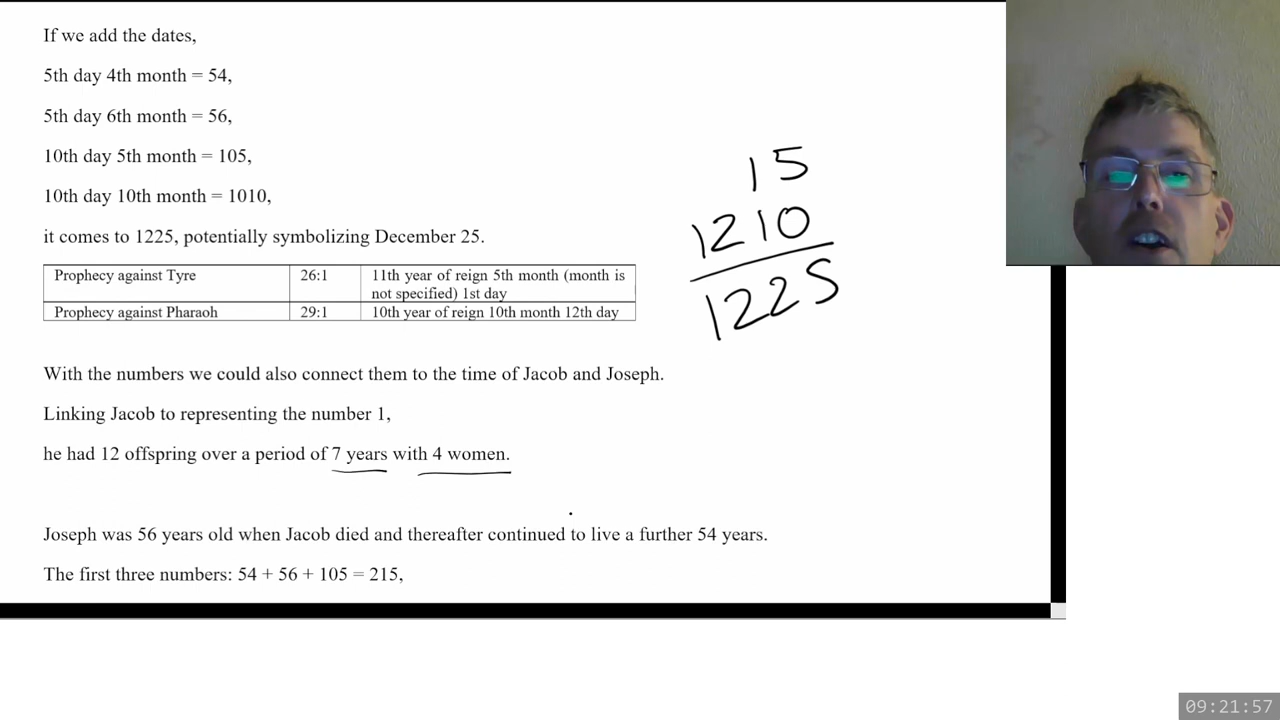 If we add the dates,
5th day 4th month = 54,
5th day 6th month = 56,
10th day 5th month = 105,
10th day 10th month = 1010,
it comes to 1225, potentially symbolizing December 25.
Prophecy against Tyre 26:1 11th year of reign 5th month (month is
not specified) 1st day
Prophecy against Pharaoh 29:1 10th year of reign 10th month 12th day
15
1210
1225
With the numbers we could also connect them to the time of Jacob and Joseph.
Linking Jacob to representing the number 1,
he had 12 offspring over a period of 7 years with 4 women.
Joseph was 56 years old when Jacob died and thereafter continued to live a further 54 years.
The first three numbers: 54 + 56 + 105 = 215,
09:21:57